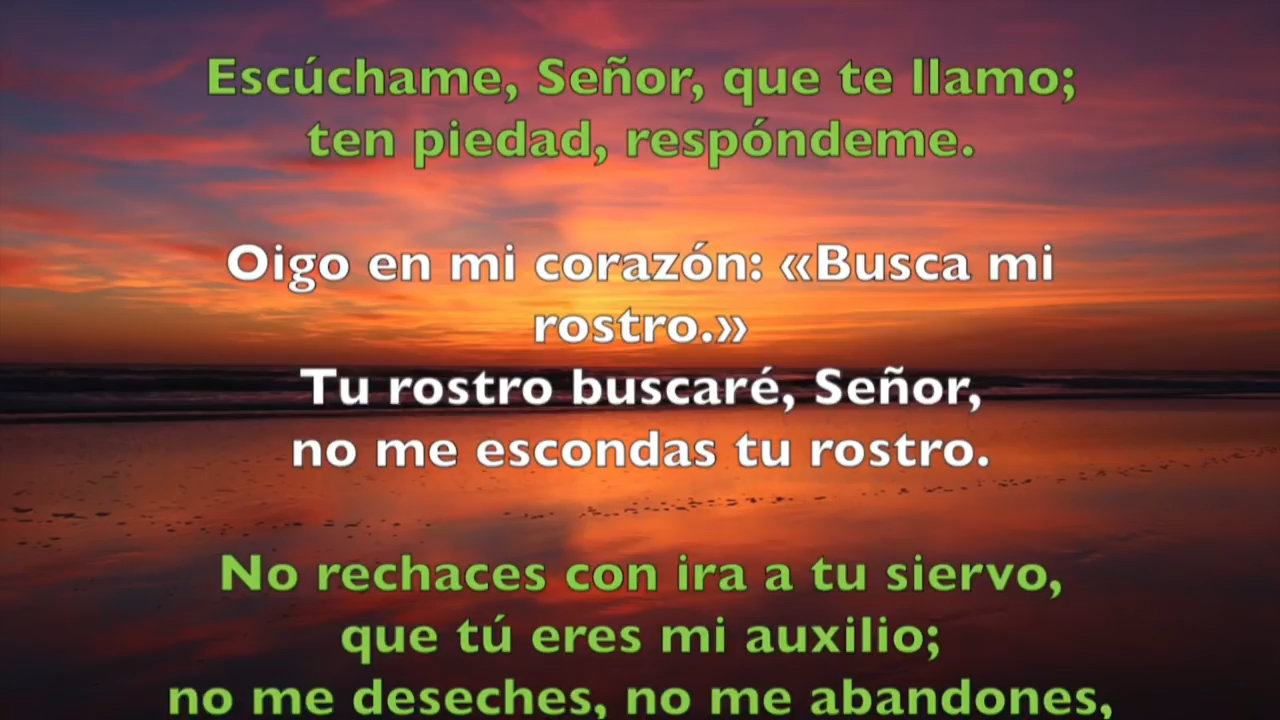 Escúchame, Señor, que te llamo;
ten piedad, respóndeme.
Oigo en mi corazón: «Busca mi
rostro.»
Tu rostro buscaré, Señor,
no me escondas tu rostro.
No rechaces con ira a tu siervo,
que tú eres mi auxilio;
no me deseches, no me abandones,